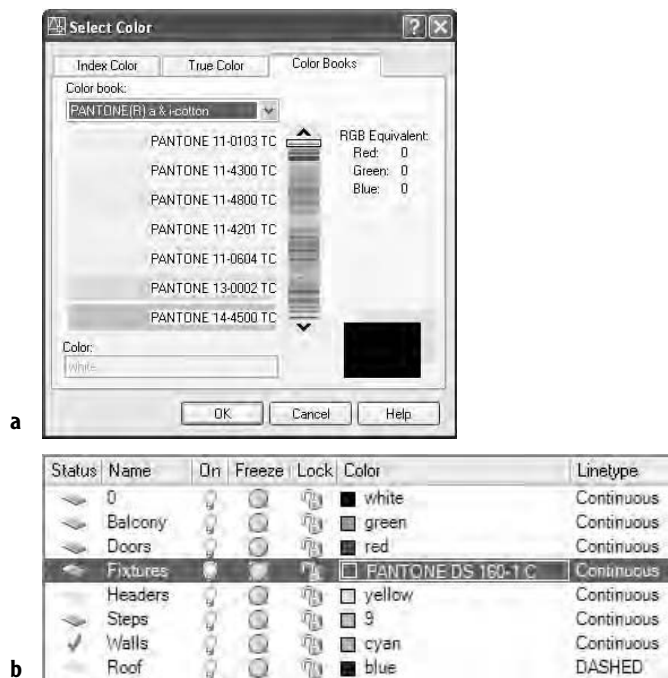 Select Color
Index Color True Color Color Books
Color book:
PANTONE(R) a & i-cotton
PANTONE 11-0103 TC
PANTONE 11-4300 TC
PANTONE 11-4800 TC
PANTONE 11-4201 TC
PANTONE 11-0604 TC
PANTONE 13-0002 TC
PANTONE 14-4500 TC
RGB Equivalent:
Red: 0
Green: 0
Blue: 0
Color:
white
OK Cancel Help
a
Status Name On Freeze Lock Color Linetype
0 white Continuous
Balcony green Continuous
Doors red Continuous
Fixtures PANTONE DS 160-1 C Continuous
Headers yellow Continuous
Steps 9 Continuous
Walls cyan Continuous
Roof blue DASHED
b